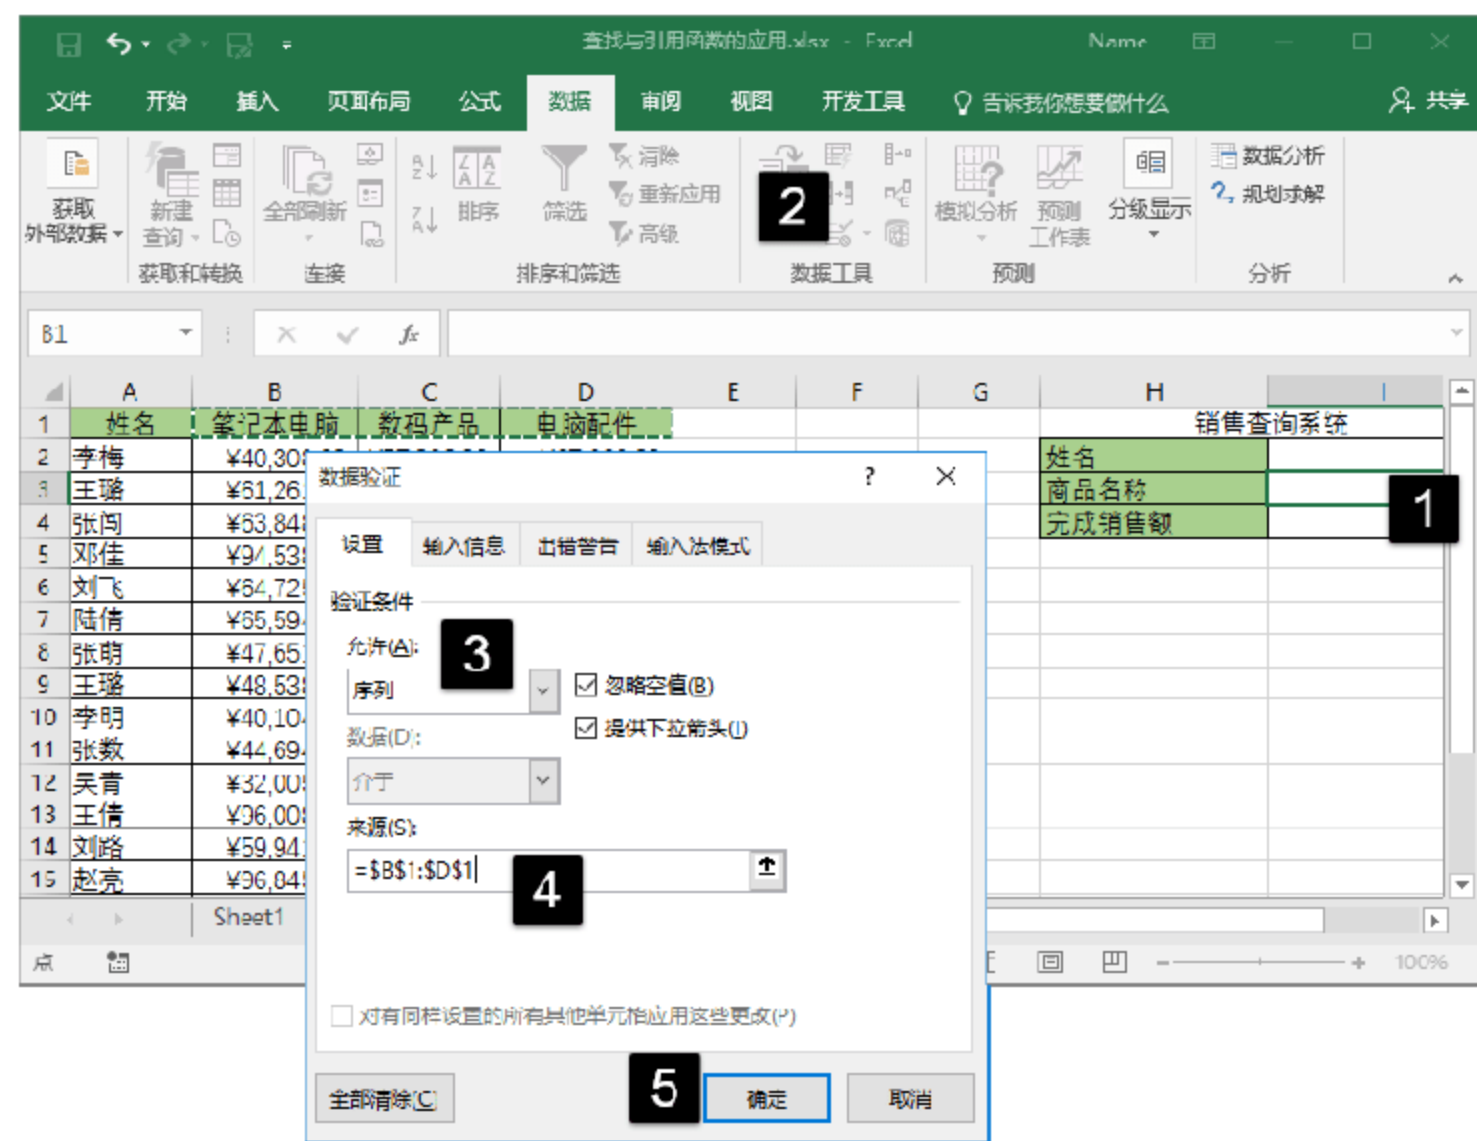 查找与引用函数的应用.xlsx - Excel Name
文件 开始 插入 页面布局 公式 数据 审阅 视图 开发工具 告诉我你想要做什么 共享
获取
外部数据
新建
查询
全部刷新
排序
筛选
清除
重新应用
高级
2
模拟分析
预测
工作表
分级显示
数据分析
规划求解
获取和转换 连接 排序和筛选 数据工具 预测 分析
B1 fx
A B C D E F G H I
1 姓名 笔记本电脑 数码产品 电脑配件 销售查询系统
2 李梅 ¥40,30 姓名
3 王璐 ¥61,26 商品名称 1
4 张闯 ¥63,84 完成销售额
5 邓佳 ¥94,53
6 刘飞 ¥64,72
7 陆倩 ¥65,59
8 张萌 ¥47,65
9 王璐 ¥48,53
10 李明 ¥40,10
11 张数 ¥44,69
12 吴青 ¥32,00
13 王倩 ¥96,00
14 刘路 ¥59,94
15 赵亮 ¥96,84
数据验证 ?
设置 输入信息 出错警告 输入法模式
验证条件
允许(A): 3
序列 忽略空值(B)
提供下拉箭头(I)
数据(D):
介于
来源(S):
=$B$1:$D$1 4
对有同样设置的所有其他单元格应用这些更改(P)
全部清除(C) 5 确定 取消
Sheet1
点 100%